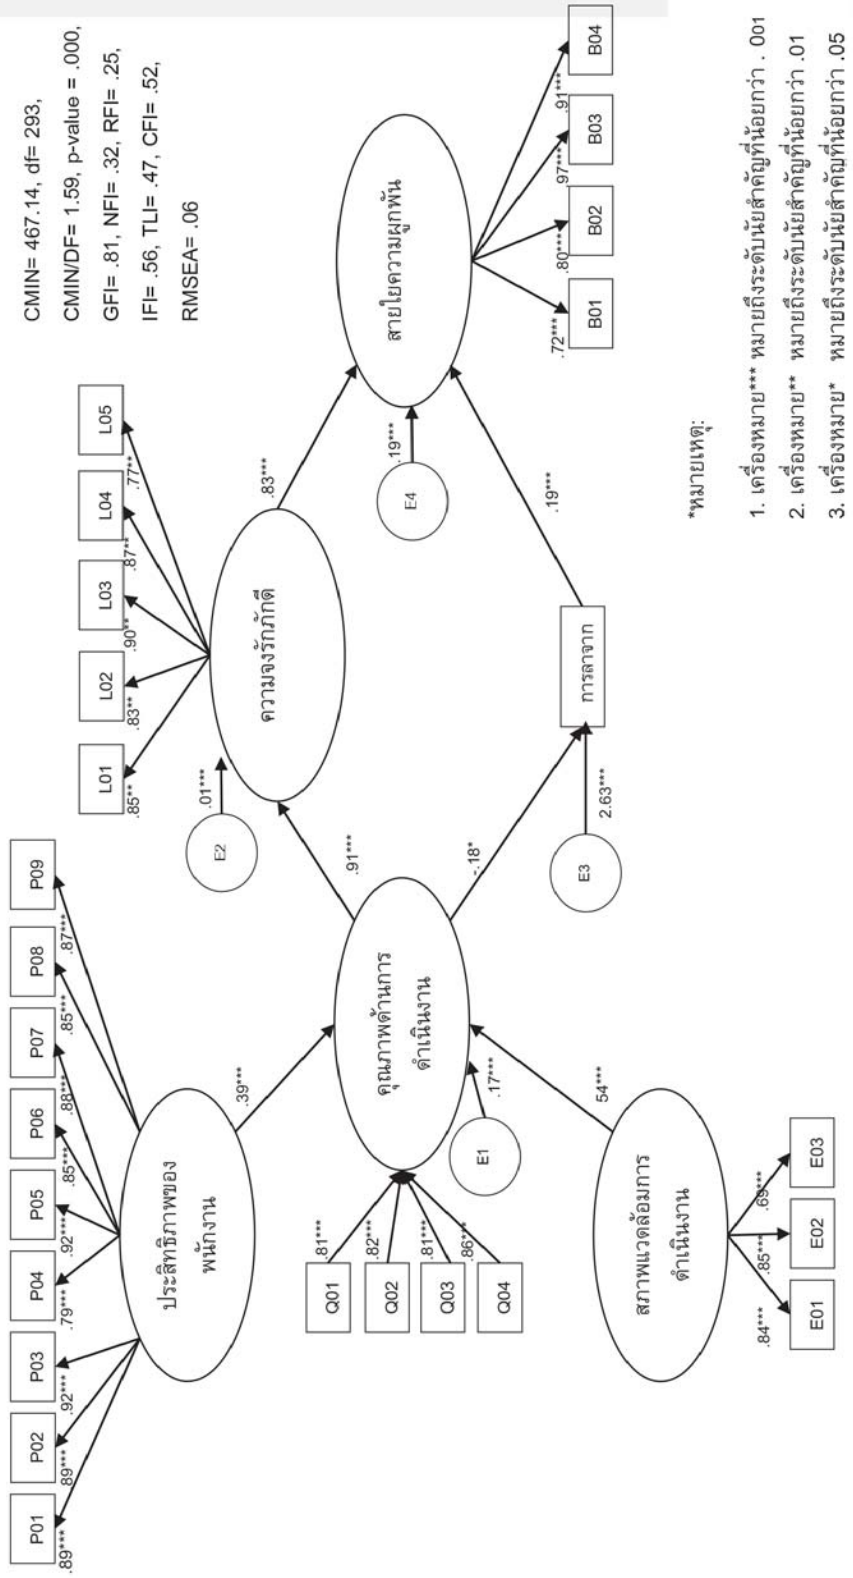 CMIN= 467.14, df= 293,
CMIN/DF= 1.59, p-value = .000,
GFI= .81, NFI= .32, RFI= .25,
IFI= .56, TLI= .47, CFI= .52,
RMSEA= .06
P01
P02
P03
P04
P05
P06
P07
P08
P09
.89***
.89***
.92***
.79***
.92***
.85***
.88***
.85***
.87***
ประสิทธิภาพของ
พนักงาน
.39***
L01
L02
L03
L04
L05
.85**
.83**
.90**
.87**
.77**
E2
.01***
ความจงรักภักดี
.83***
Q01
Q02
Q03
Q04
.81***
.82***
.81***
.86***
คุณภาพด้านการ
ดำเนินงาน
.91***
-.18*
E1
.17***
E4
.19***
สายใยความผูกพัน
.72***
.80***
.97***
.91***
B01
B02
B03
B04
สภาพแวดล้อมการ
ดำเนินงาน
54***
.84***
.85***
.69***
E01
E02
E03
E3
2.63***
การลาจาก
.19***
*หมายเหตุ:
1. เครื่องหมาย*** หมายถึงระดับนัยสำคัญที่น้อยกว่า . 001
2. เครื่องหมาย** หมายถึงระดับนัยสำคัญที่น้อยกว่า .01
3. เครื่องหมาย* หมายถึงระดับนัยสำคัญที่น้อยกว่า .05